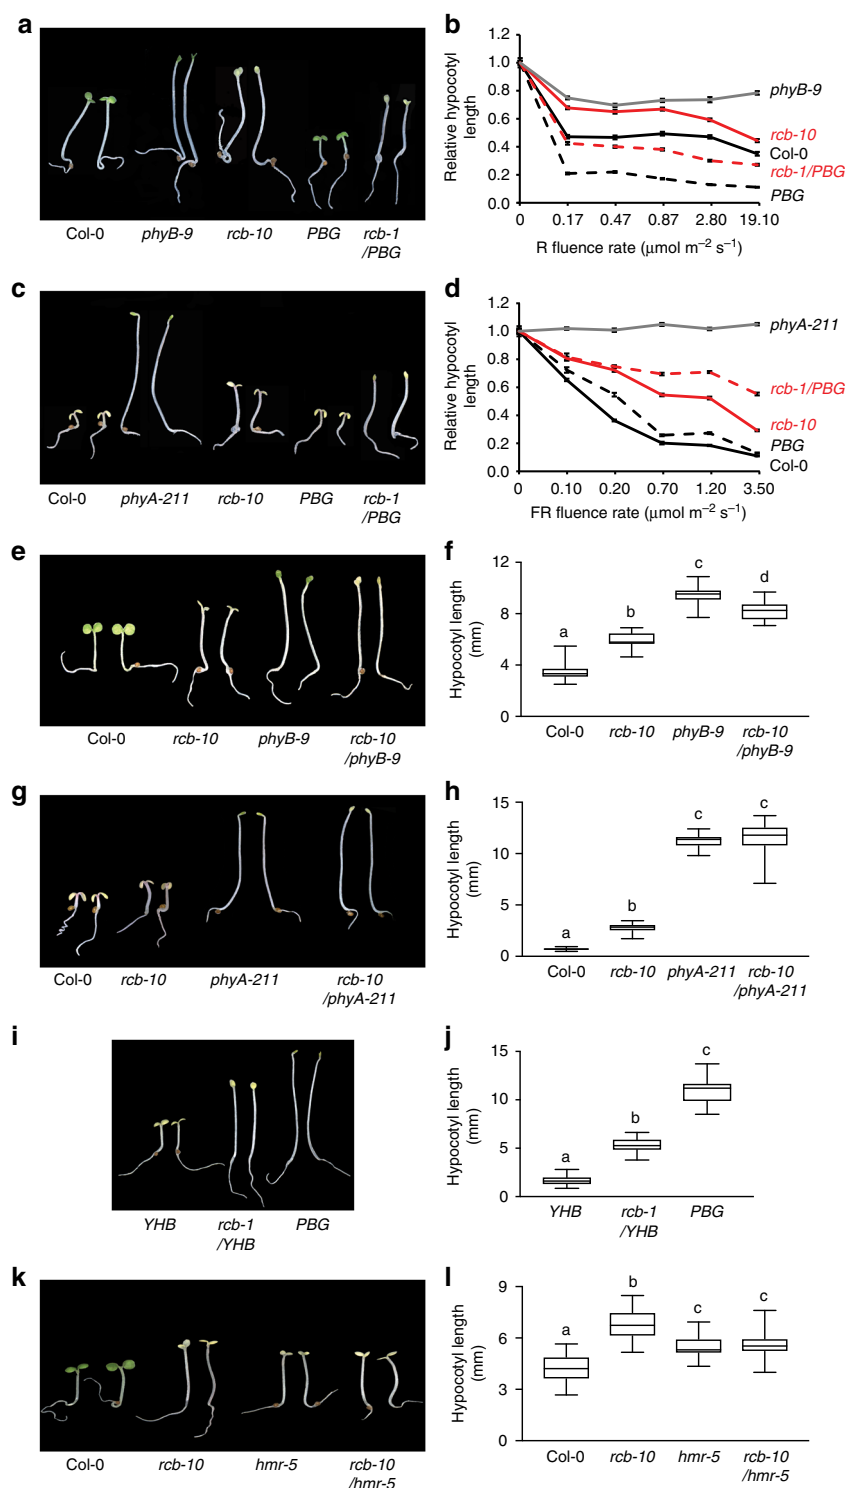 a
Col-0 phyB-9 rcb-10 PBG rcb-1
/PBG
b
Relative hypocotyl
length
1.2
1.0
0.8
0.6
0.4
0.2
0
phyB-9
rcb-10
Col-0
rcb-1/PBG
PBG
0 0.17 0.47 0.87 2.80 19.10
R fluence rate (μmol m⁻² s⁻¹)
c
Col-0 phyA-211 rcb-10 PBG rcb-1
/PBG
d
Relative hypocotyl
length
1.2
1.0
0.8
0.6
0.4
0.2
0.0
phyA-211
rcb-1/PBG
rcb-10
PBG
Col-0
0 0.10 0.20 0.70 1.20 3.50
FR fluence rate (μmol m⁻² s⁻¹)
e
Col-0 rcb-10 phyB-9 rcb-10
/phyB-9
f
Hypocotyl length
(mm)
12
8
4
0
a b c d
Col-0 rcb-10 phyB-9 rcb-10
/phyB-9
g
Col-0 rcb-10 phyA-211 rcb-10
/phyA-211
h
Hypocotyl length
(mm)
15
10
5
0
a b c c
Col-0 rcb-10 phyA-211 rcb-10
/phyA-211
i
YHB rcb-1
/YHB PBG
j
Hypocotyl length
(mm)
15
10
5
0
a b c
YHB rcb-1
/YHB PBG
k
Col-0 rcb-10 hmr-5 rcb-10
/hmr-5
l
Hypocotyl length
(mm)
9
6
3
0
a b c c
Col-0 rcb-10 hmr-5 rcb-10
/hmr-5